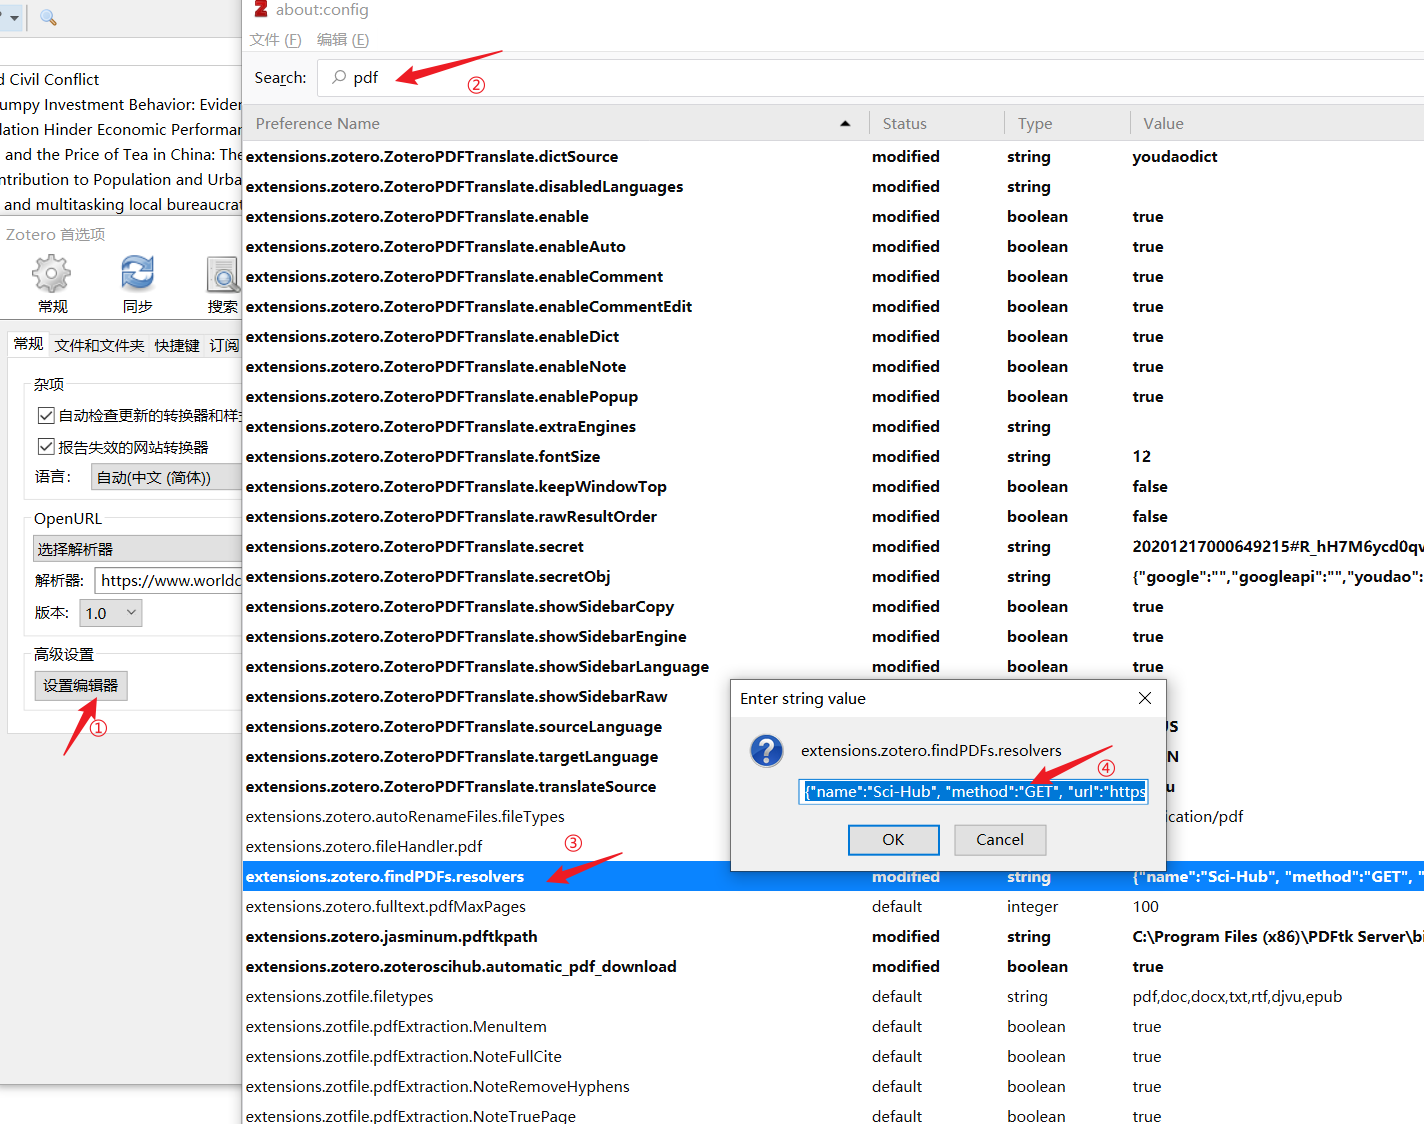 about:config
文件 (F) 编辑 (E)
Search: pdf
②
Preference Name Status Type Value
extensions.zotero.ZoteroPDFTranslate.dictSource modified string youdaodict
extensions.zotero.ZoteroPDFTranslate.disabledLanguages modified string
extensions.zotero.ZoteroPDFTranslate.enable modified boolean true
extensions.zotero.ZoteroPDFTranslate.enableAuto modified boolean true
extensions.zotero.ZoteroPDFTranslate.enableComment modified boolean true
extensions.zotero.ZoteroPDFTranslate.enableCommentEdit modified boolean true
extensions.zotero.ZoteroPDFTranslate.enableDict modified boolean true
extensions.zotero.ZoteroPDFTranslate.enableNote modified boolean true
extensions.zotero.ZoteroPDFTranslate.enablePopup modified boolean true
extensions.zotero.ZoteroPDFTranslate.extraEngines modified string
extensions.zotero.ZoteroPDFTranslate.fontSize modified string 12
extensions.zotero.ZoteroPDFTranslate.keepWindowTop modified boolean false
extensions.zotero.ZoteroPDFTranslate.rawResultOrder modified boolean false
extensions.zotero.ZoteroPDFTranslate.secret modified string 20201217000649215#R_hH7M6ycd0qv
extensions.zotero.ZoteroPDFTranslate.secretObj modified string {"google":"","googleapi":"","youdao":
extensions.zotero.ZoteroPDFTranslate.showSidebarCopy modified boolean true
extensions.zotero.ZoteroPDFTranslate.showSidebarEngine modified boolean true
extensions.zotero.ZoteroPDFTranslate.showSidebarLanguage modified boolean true
extensions.zotero.ZoteroPDFTranslate.showSidebarRaw
extensions.zotero.ZoteroPDFTranslate.sourceLanguage
extensions.zotero.ZoteroPDFTranslate.targetLanguage
extensions.zotero.ZoteroPDFTranslate.translateSource
extensions.zotero.autoRenameFiles.fileTypes ication/pdf
extensions.zotero.fileHandler.pdf
③
extensions.zotero.findPDFs.resolvers modified string {"name":"Sci-Hub", "method":"GET", "
extensions.zotero.fulltext.pdfMaxPages default integer 100
extensions.zotero.jasminum.pdftkpath modified string C:\Program Files (x86)\PDFtk Server\bi
extensions.zotero.zoteroscihub.automatic_pdf_download modified boolean true
extensions.zotfile.filetypes default string pdf,doc,docx,txt,rtf,djvu,epub
extensions.zotfile.pdfExtraction.MenuItem default boolean true
extensions.zotfile.pdfExtraction.NoteFullCite default boolean true
extensions.zotfile.pdfExtraction.NoteRemoveHyphens default boolean true
extensions.zotfile.pdfExtraction.NoteTruePage default boolean true
Enter string value
extensions.zotero.findPDFs.resolvers
④
{"name":"Sci-Hub", "method":"GET", "url":"https
OK Cancel
d Civil Conflict
umpy Investment Behavior: Eviden
lation Hinder Economic Performan
and the Price of Tea in China: The
ntribution to Population and Urba
and multitasking local bureaucrat
Zotero 首选项
常规 同步 搜索
常规 文件和文件夹 快捷键 订阅
杂项
自动检查更新的转换器和样式
报告失效的网站转换器
语言: 自动(中文 (简体))
OpenURL
选择解析器
解析器: https://www.worldc
版本: 1.0
高级设置
设置编辑器
①